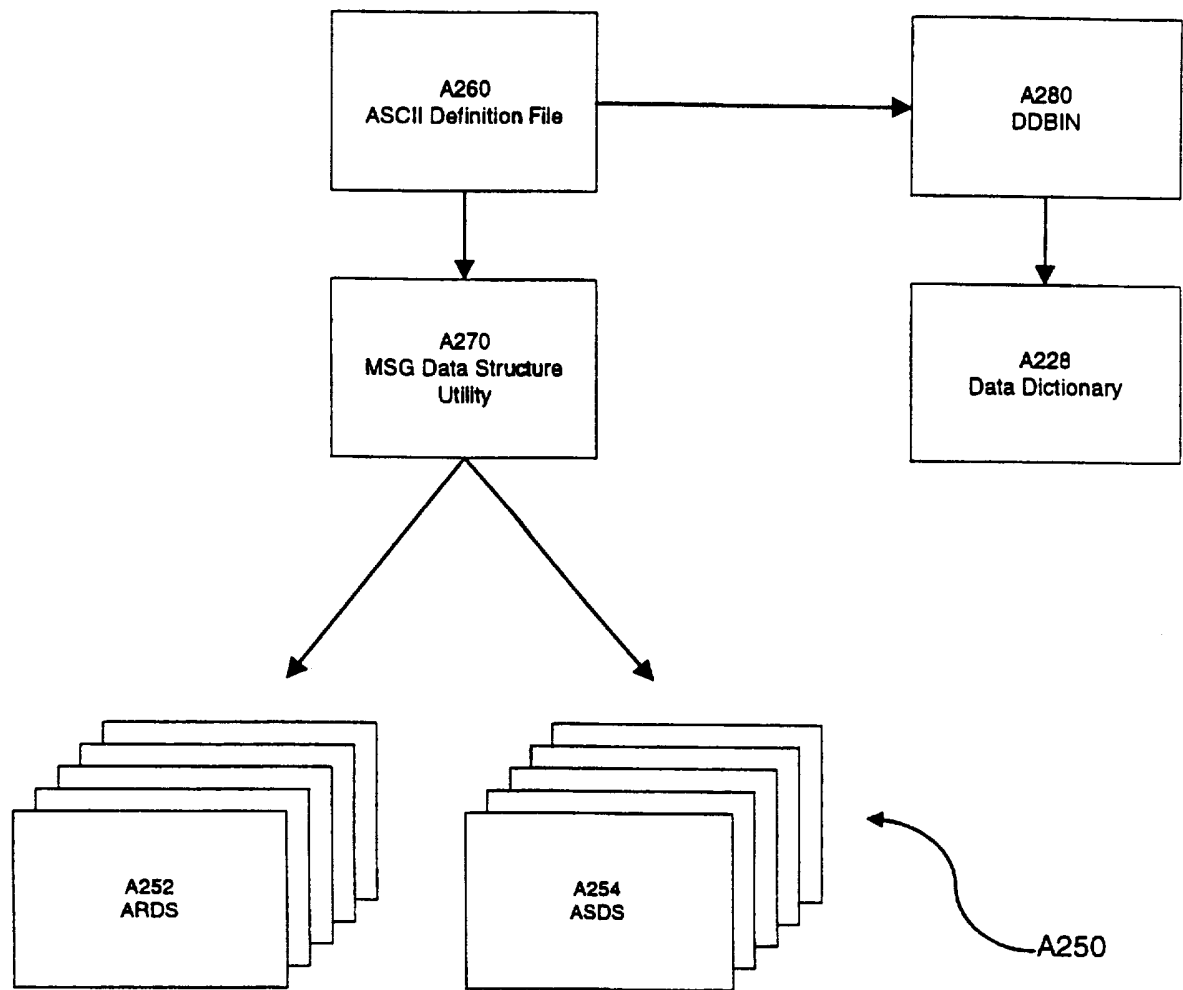 A260
ASCII Definition File
A280
DDBIN
A270
MSG Data Structure
Utility
A228
Data Dictionary
A252
ARDS
A254
ASDS
A250